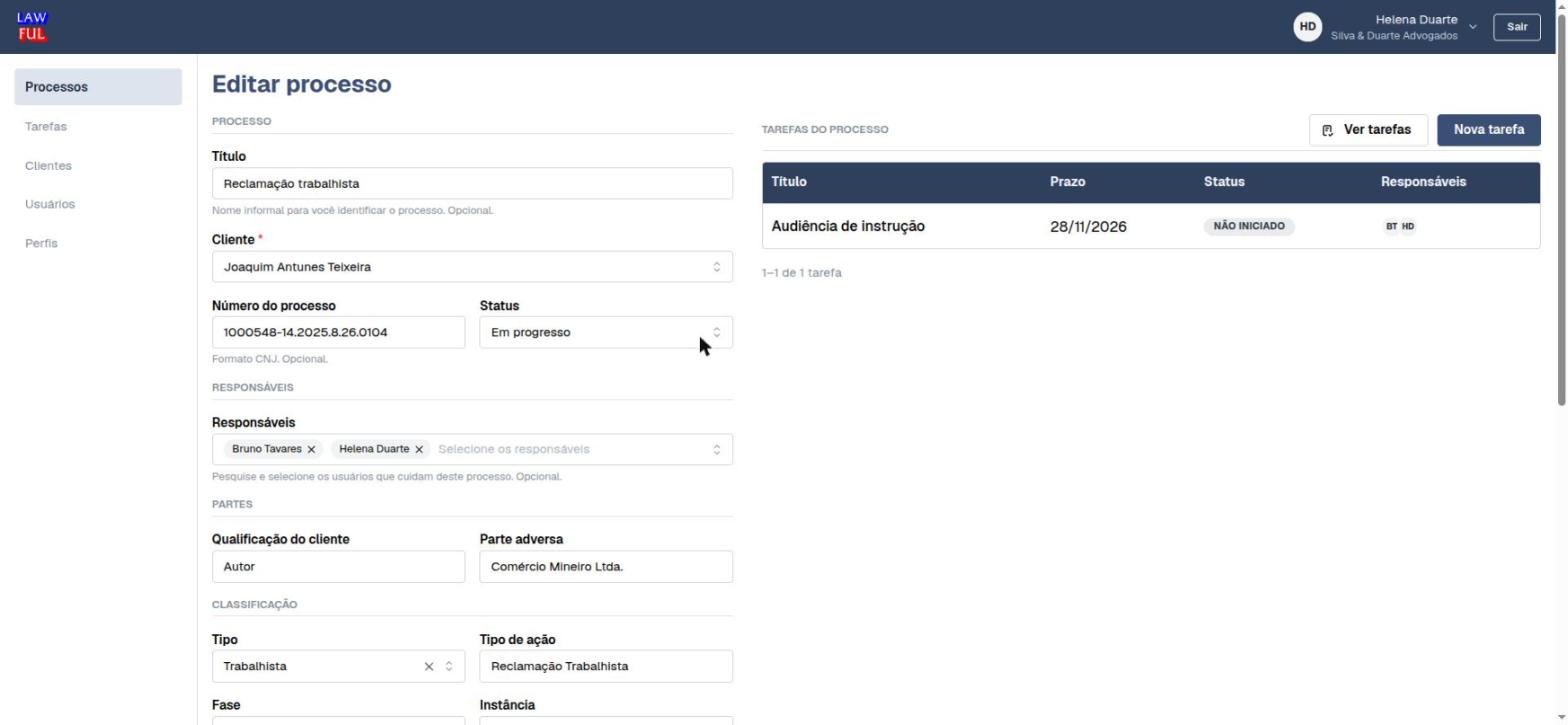 LAW
FUL
HD
Helena Duarte
Silva & Duarte Advogados
Sair
Processos
Tarefas
Clientes
Usuários
Perfis
Editar processo
PROCESSO
Título
Reclamação trabalhista
Nome informal para você identificar o processo. Opcional.
Cliente *
Joaquim Antunes Teixeira
Número do processo
Status
1000548-14.2025.8.26.0104
Em progresso
Formato CNJ. Opcional.
RESPONSÁVEIS
Responsáveis
Bruno Tavares
Helena Duarte
Selecione os responsáveis
Pesquise e selecione os usuários que cuidam deste processo. Opcional.
PARTES
Qualificação do cliente
Parte adversa
Autor
Comércio Mineiro Ltda.
CLASSIFICAÇÃO
Tipo
Tipo de ação
Trabalhista
Reclamação Trabalhista
Fase
Instância
TAREFAS DO PROCESSO
Ver tarefas
Nova tarefa
Título Prazo Status Responsáveis
Audiência de instrução 28/11/2026 NÃO INICIADO BT HD
1–1 de 1 tarefa